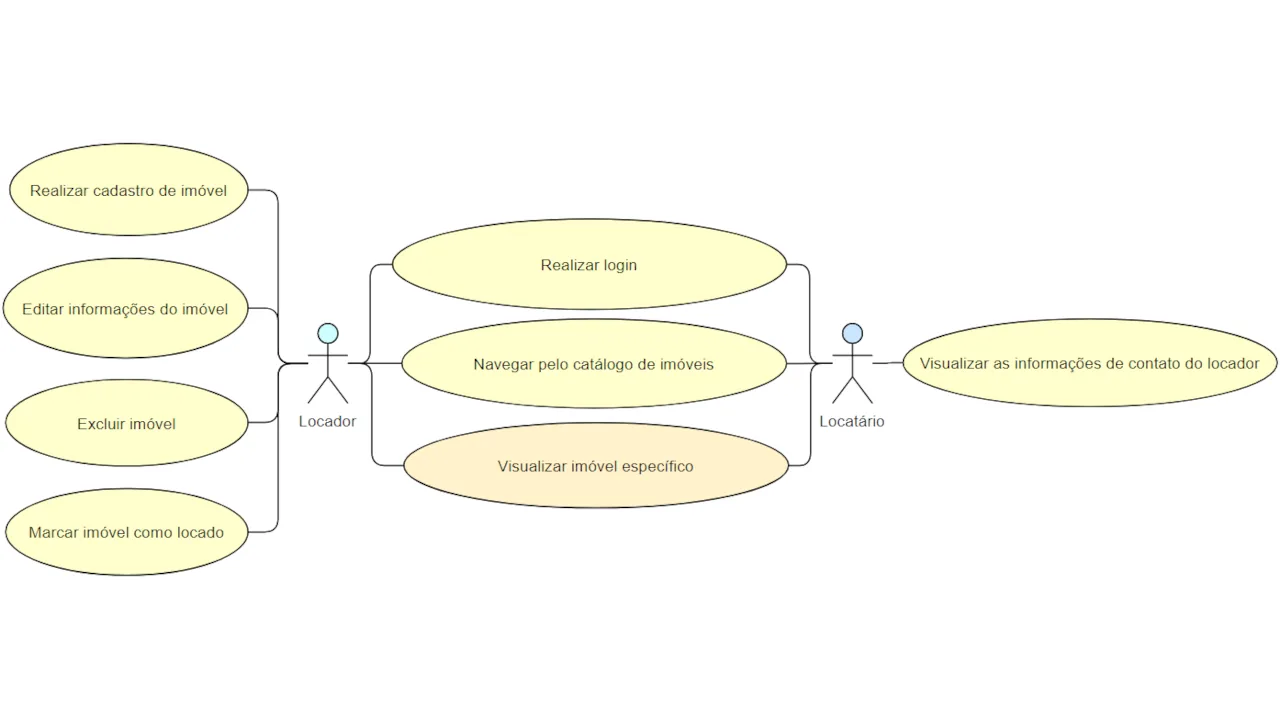 Realizar cadastro de imóvel
Editar informações do imóvel
Excluir imóvel
Marcar imóvel como locado
Locador
Realizar login
Navegar pelo catálogo de imóveis
Visualizar imóvel específico
Locatário
Visualizar as informações de contato do locador